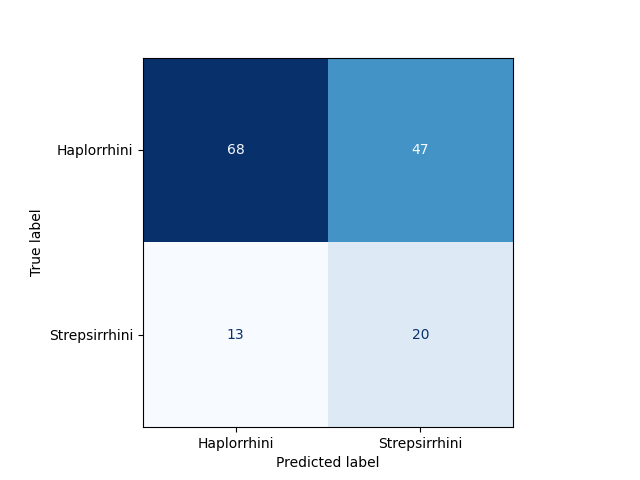 True label
Haplorrhini
68
47
Strepsirrhini
13
20
Haplorrhini
Strepsirrhini
Predicted label